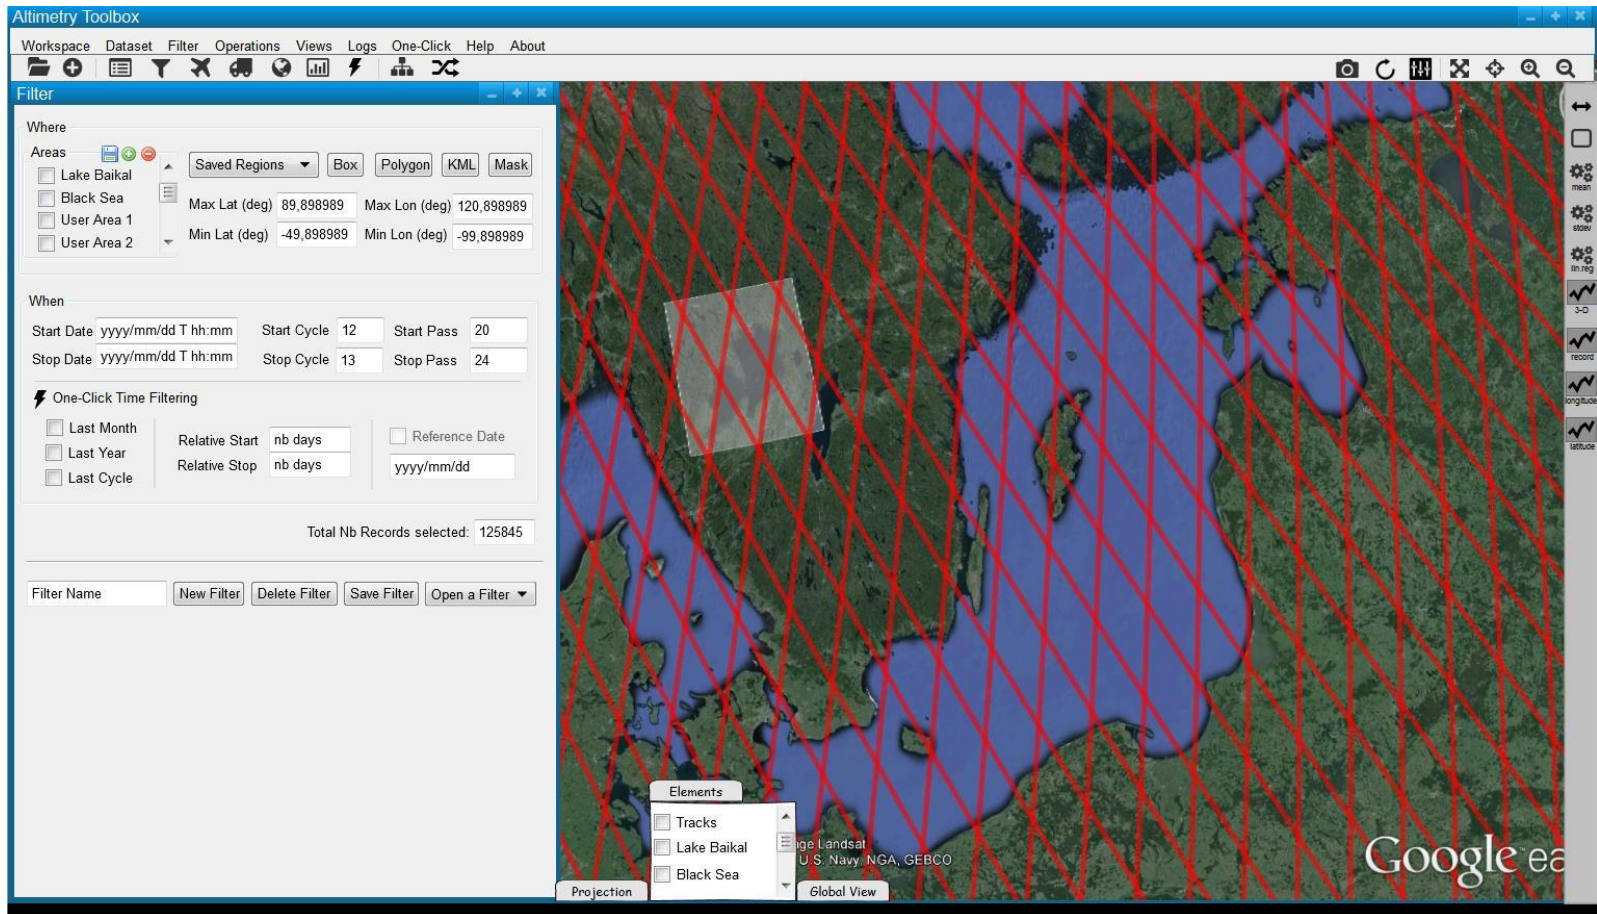 Altimetry Toolbox
Workspace Dataset Filter Operations Views Logs One-Click Help About
Filter
Where
Areas
Lake Baikal
Black Sea
User Area 1
User Area 2
Saved Regions Box Polygon KML Mask
Max Lat (deg) 89,898989 Max Lon (deg) 120,898989
Min Lat (deg) -49,898989 Min Lon (deg) -99,898989
When
Start Date yyyy/mm/dd T hh:mm Start Cycle 12 Start Pass 20
Stop Date yyyy/mm/dd T hh:mm Stop Cycle 13 Stop Pass 24
One-Click Time Filtering
Last Month
Last Year
Last Cycle
Relative Start nb days
Relative Stop nb days
Reference Date
yyyy/mm/dd
Total Nb Records selected: 125845
Filter Name New Filter Delete Filter Save Filter Open a Filter
mean
stdev
lin.reg
3-D
record
longitude
latitude
Elements
Tracks
Lake Baikal
Black Sea
age Landsat
U.S. Navy, NGA, GEBCO
Google ea
Projection Global View